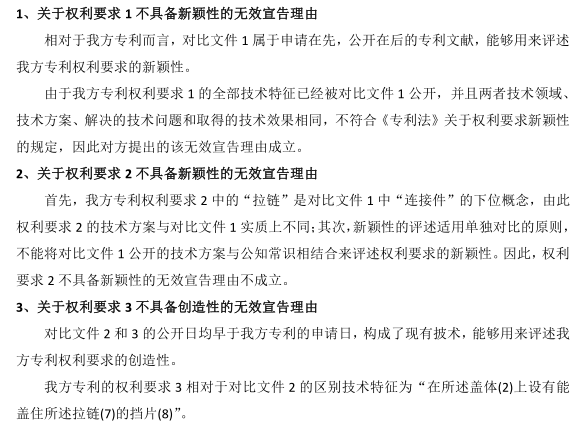 1、关于权利要求 1 不具备新颖性的无效宣告理由
相对于我方专利而言，对比文件 1 属于申请在先，公开在后的专利文献，能够用来评述
我方专利权利要求的新颖性。
由于我方专利权利要求 1 的全部技术特征已经被对比文件 1 公开，并且两者技术领域、
技术方案、解决的技术问题和取得的技术效果相同，不符合《专利法》关于权利要求新颖性
的规定，因此对方提出的该无效宣告理由成立。
2、关于权利要求 2 不具备新颖性的无效宣告理由
首先，我方专利权利要求 2 中的“拉链”是对比文件 1 中“连接件”的下位概念，由此
权利要求 2 的技术方案与对比文件 1 实质上不同；其次，新颖性的评述适用单独对比的原则，
不能将对比文件 1 公开的技术方案与公知常识相结合来评述权利要求的新颖性。因此，权利
要求 2 不具备新颖性的无效宣告理由不成立。
3、关于权利要求 3 不具备创造性的无效宣告理由
对比文件 2 和 3 的公开日均早于我方专利的申请日，构成了现有披术，能够用来评述我
方专利权利要求的创造性。
我方专利的权利要求 3 相对于对比文件 2 的区别技术特征为“在所述盖体(2)上设有能
盖住所述拉链(7)的挡片(8)”。